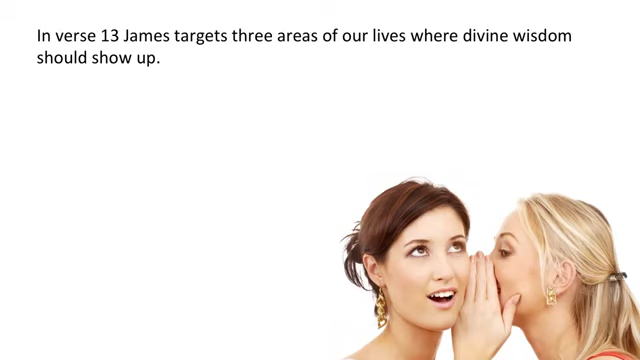 In verse 13 James targets three areas of our lives where divine wisdom
should show up.